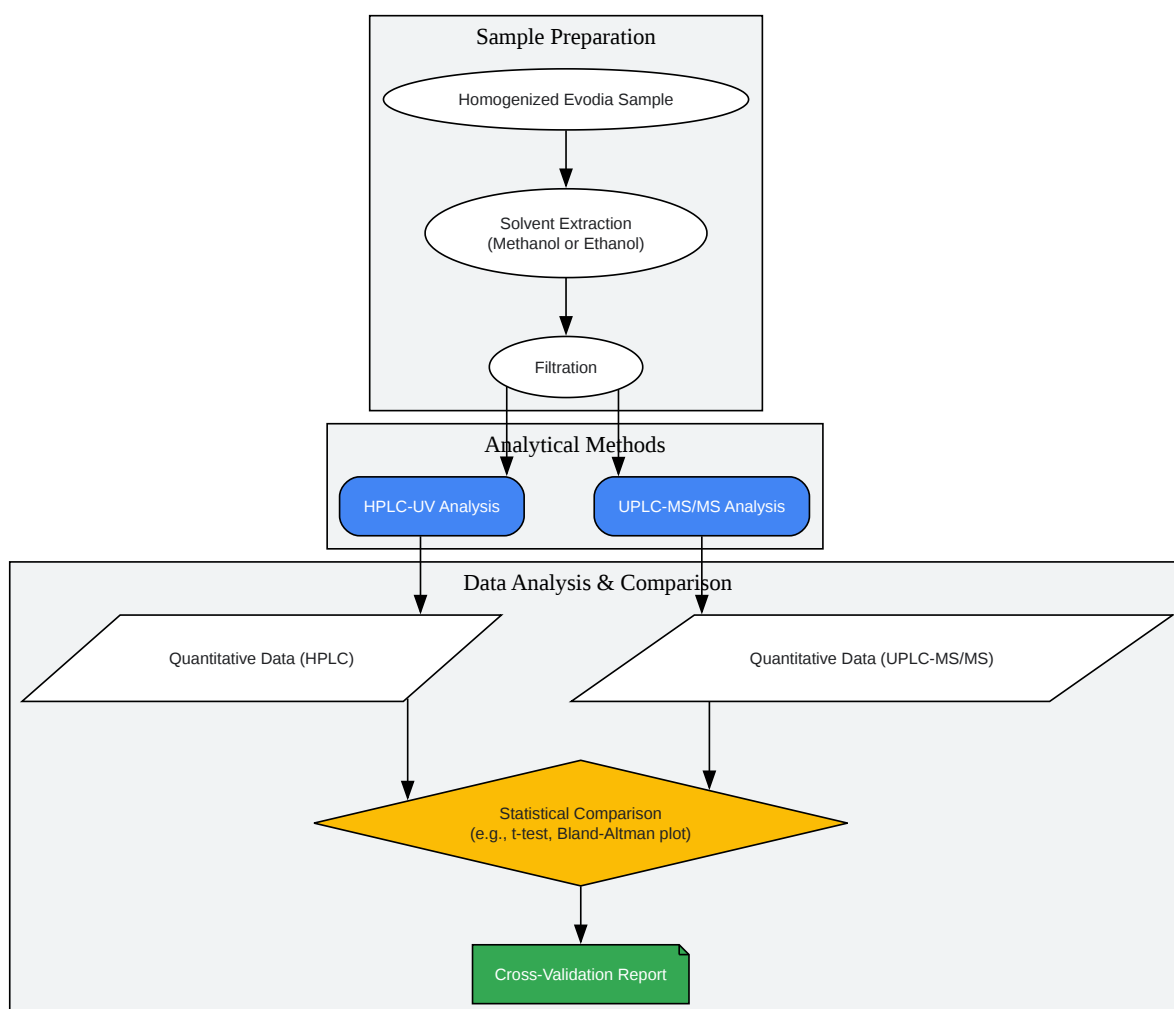 Sample Preparation
Homogenized Evodia Sample
Solvent Extraction
(Methanol or Ethanol)
Filtration
Analytical Methods
HPLC-UV Analysis
UPLC-MS/MS Analysis
Data Analysis & Comparison
Quantitative Data (HPLC)
Quantitative Data (UPLC-MS/MS)
Statistical Comparison
(e.g., t-test, Bland-Altman plot)
Cross-Validation Report